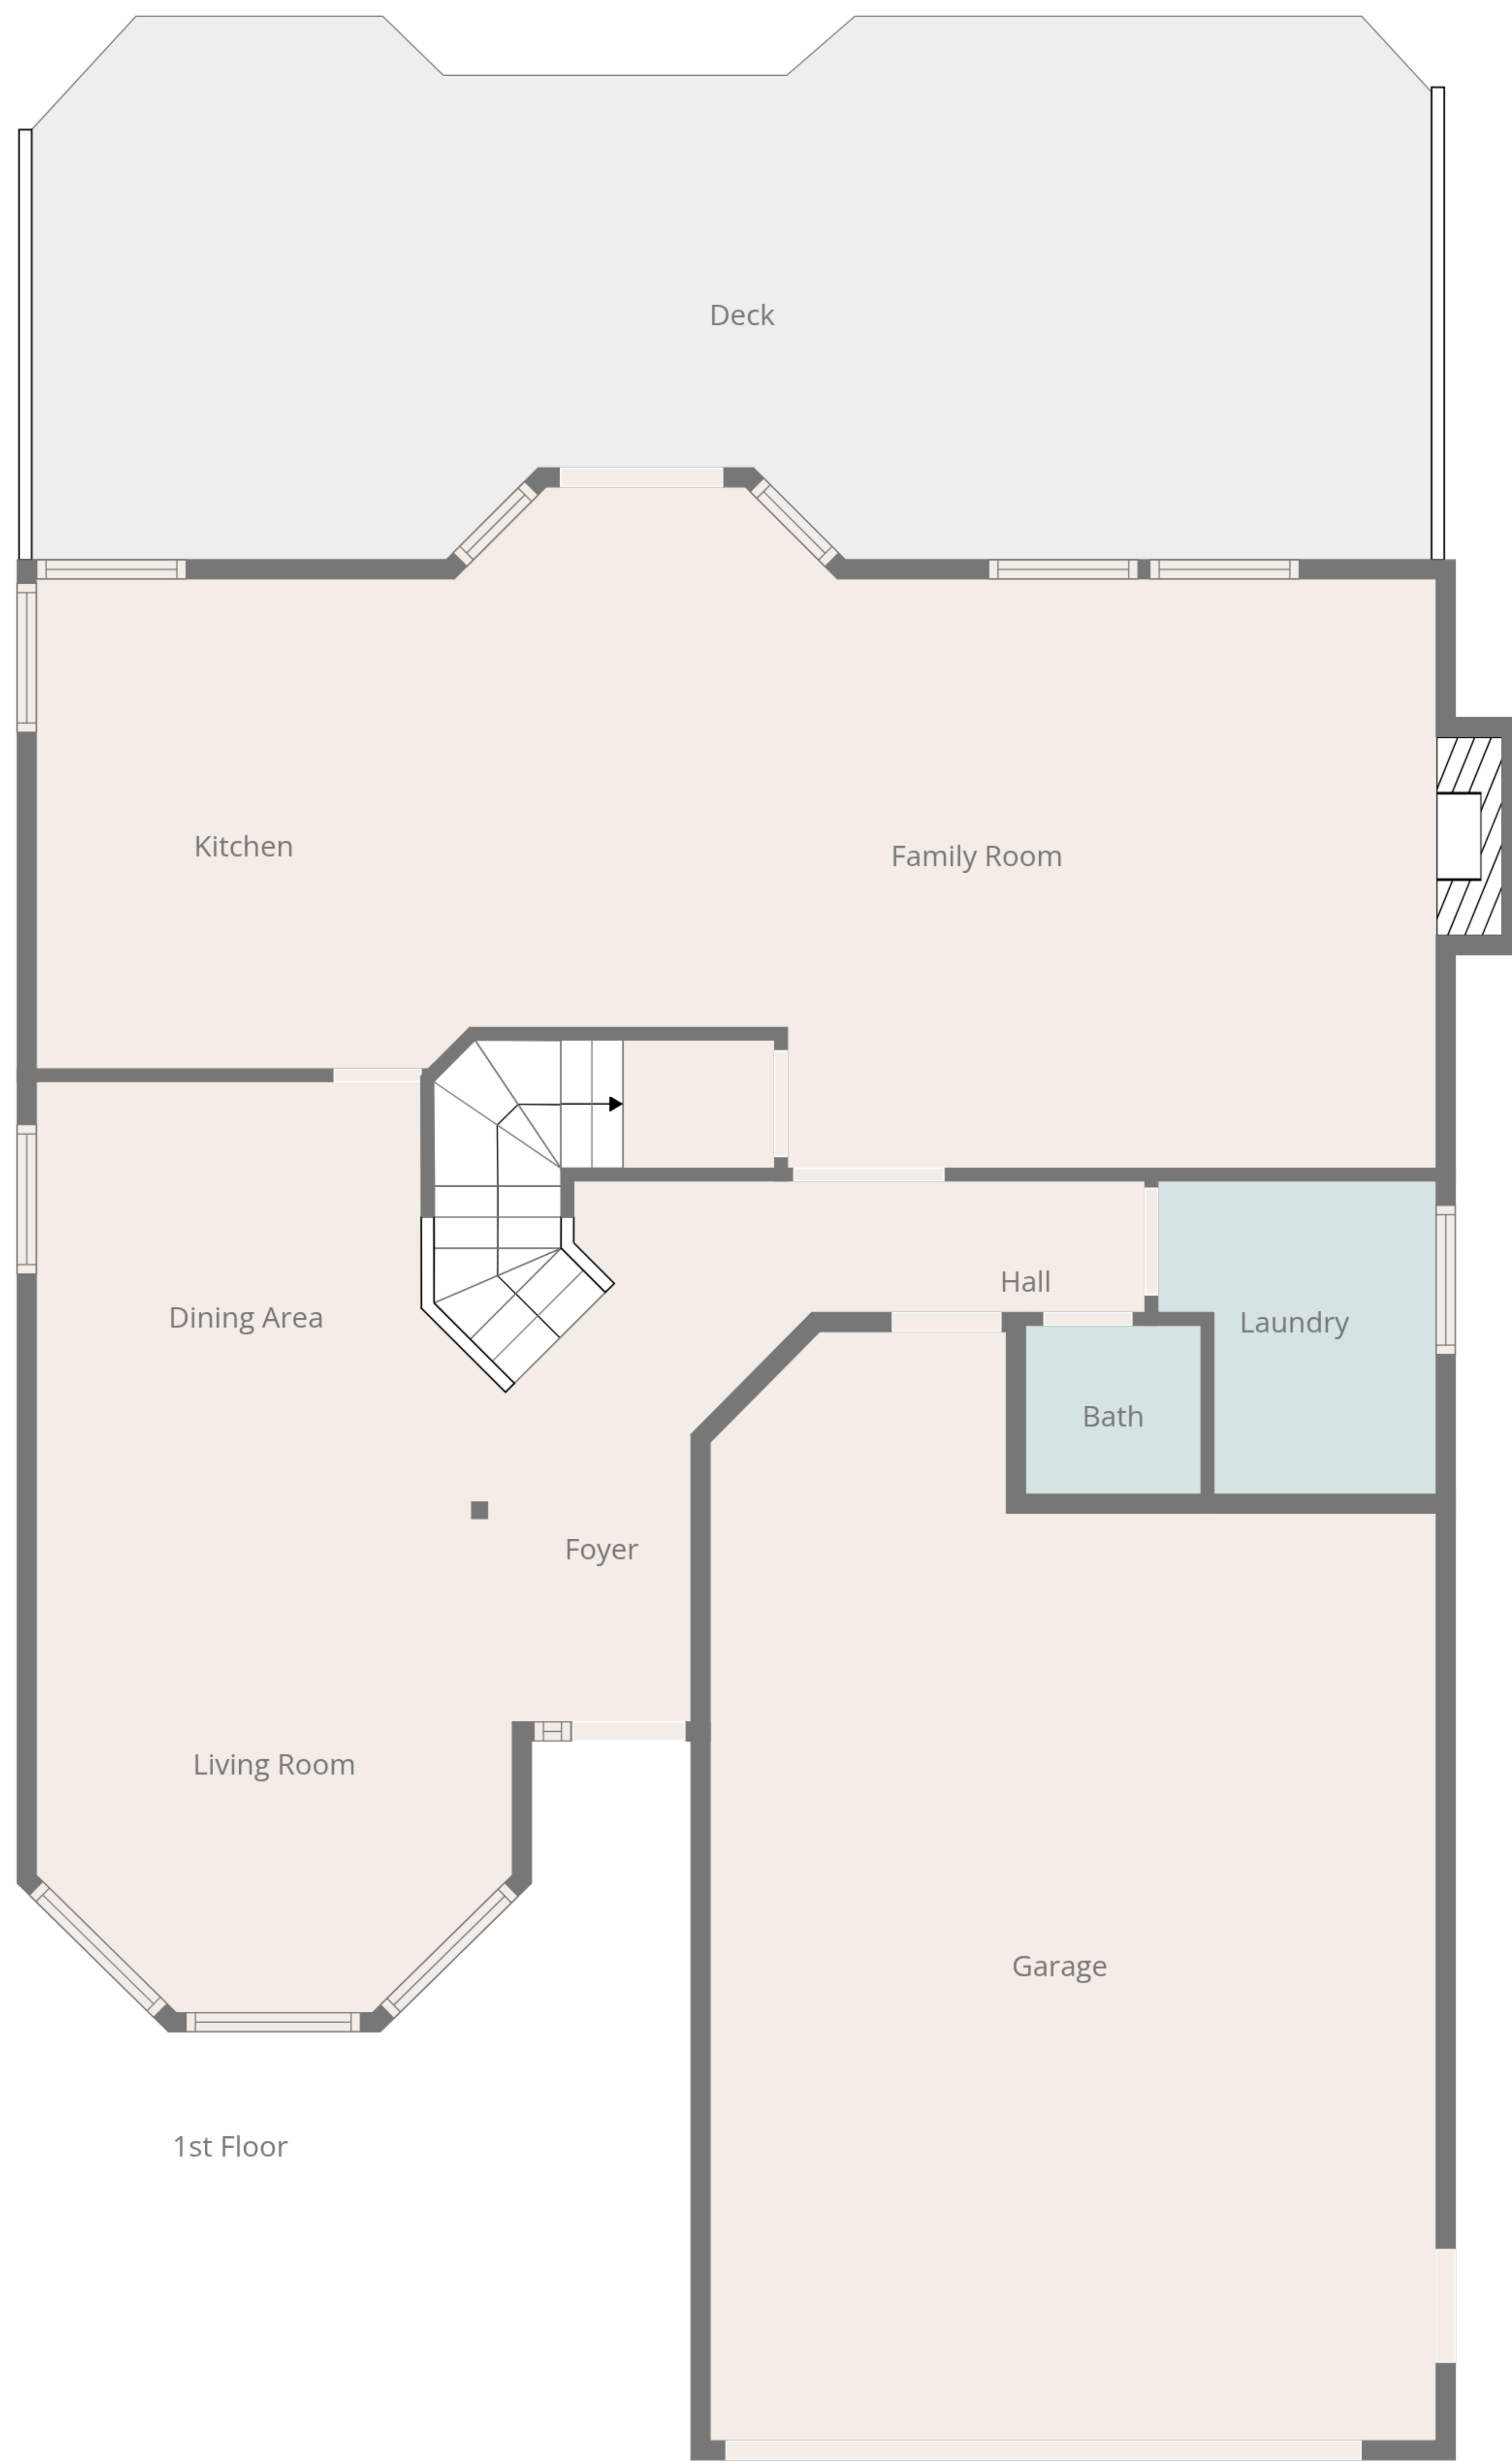 Deck
Kitchen
Family Room
Hall
Dining Area
Laundry
Bath
Foyer
Living Room
Garage
1st Floor